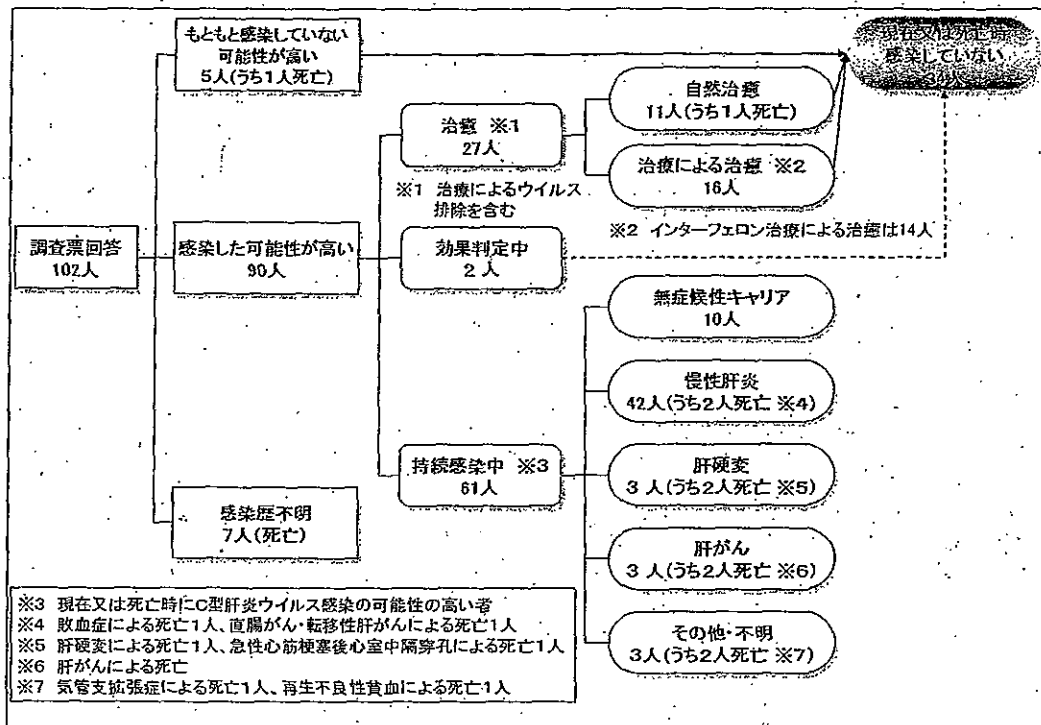 もともと感染していない
可能性が高い
5人(うち1人死亡)
現在又は死亡時
感染していない
自然治癒
11人(うち1人死亡)
治癒 ※1
27人
治療による治癒 ※2
16人
※1 治療によるウイルス
排除を含む
※2 インターフェロン治療による治癒は14人
調査票回答
102人
感染した可能性が高い
90人
効果判定中
2人
無症候性キャリア
10人
慢性肝炎
42人(うち2人死亡 ※4)
持続感染中 ※3
61人
肝硬変
3人(うち2人死亡 ※5)
感染歴不明
7人(死亡)
肝がん
3人(うち2人死亡 ※6)
その他・不明
3人(うち2人死亡 ※7)
※3 現在又は死亡時にC型肝炎ウイルス感染の可能性の高い者
※4 敗血症による死亡1人、直腸がん・転移性肝がんによる死亡1人
※5 肝硬変による死亡1人、急性心筋梗塞後心室中隔穿孔による死亡1人
※6 肝がんによる死亡
※7 気管支拡張症による死亡1人、再生不良性貧血による死亡1人